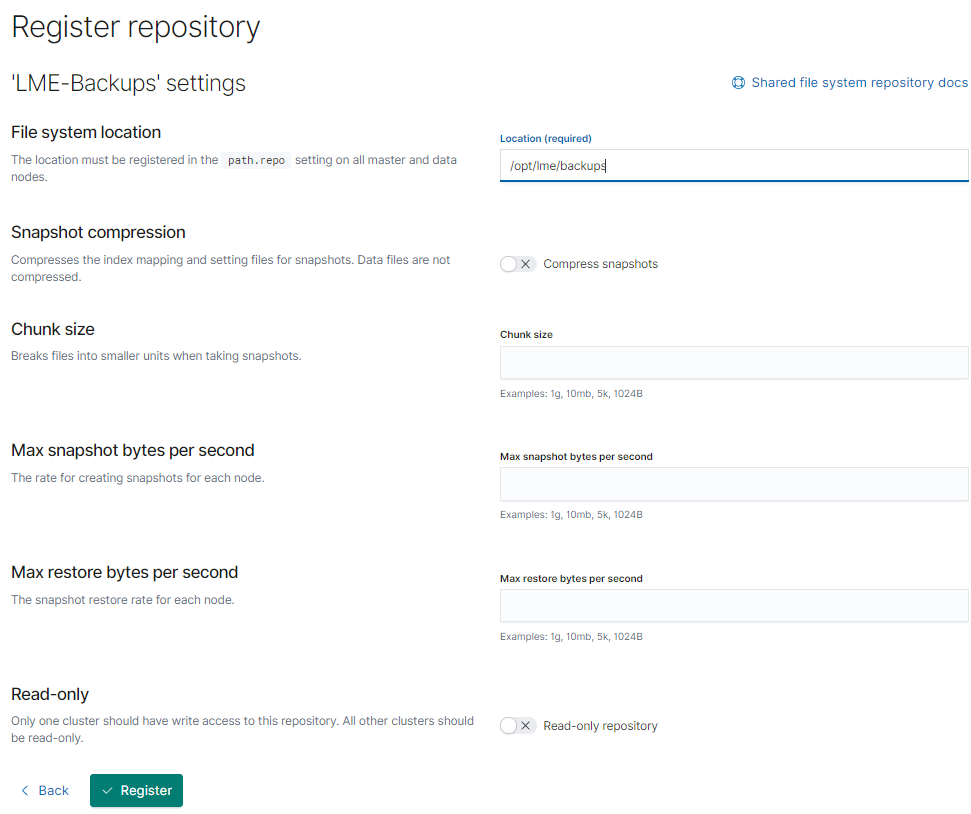 Register repository
'LME-Backups' settings
Shared file system repository docs
File system location
The location must be registered in the path.repo setting on all master and data
nodes.
Location (required)
/opt/lme/backups
Snapshot compression
Compresses the index mapping and setting files for snapshots. Data files are not
compressed.
Compress snapshots
Chunk size
Breaks files into smaller units when taking snapshots.
Chunk size
Examples: 1g, 10mb, 5k, 1024B
Max snapshot bytes per second
The rate for creating snapshots for each node.
Max snapshot bytes per second
Examples: 1g, 10mb, 5k, 1024B
Max restore bytes per second
The snapshot restore rate for each node.
Max restore bytes per second
Examples: 1g, 10mb, 5k, 1024B
Read-only
Only one cluster should have write access to this repository. All other clusters should
be read-only.
Read-only repository
Back
Register